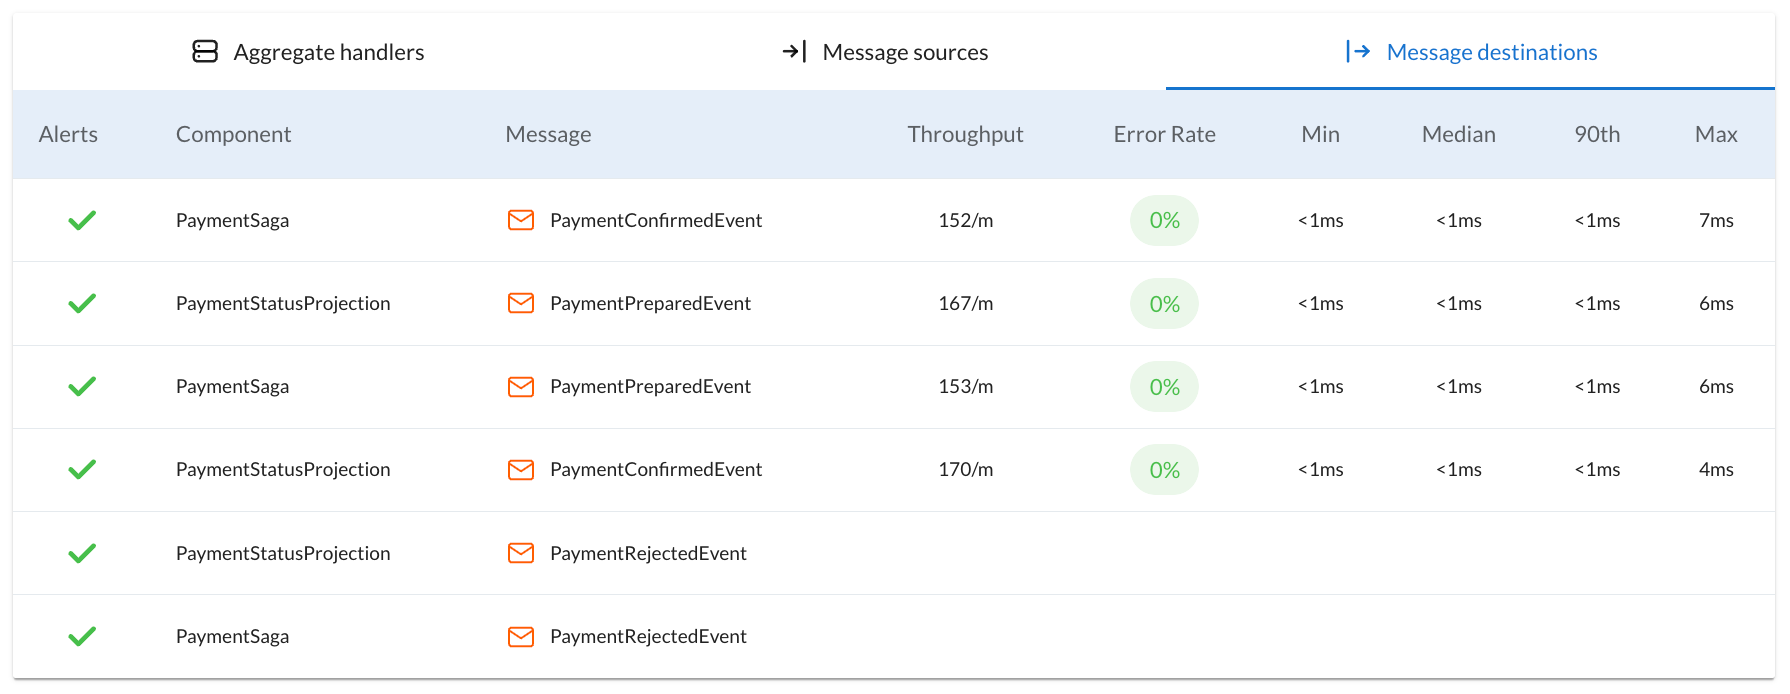 Aggregate handlers Message sources Message destinations
Alerts Component Message Throughput Error Rate Min Median 90th Max
PaymentSaga PaymentConfirmedEvent 152/m 0% <1ms <1ms <1ms 7ms
PaymentStatusProjection PaymentPreparedEvent 167/m 0% <1ms <1ms <1ms 6ms
PaymentSaga PaymentPreparedEvent 153/m 0% <1ms <1ms <1ms 6ms
PaymentStatusProjection PaymentConfirmedEvent 170/m 0% <1ms <1ms <1ms 4ms
PaymentStatusProjection PaymentRejectedEvent
PaymentSaga PaymentRejectedEvent